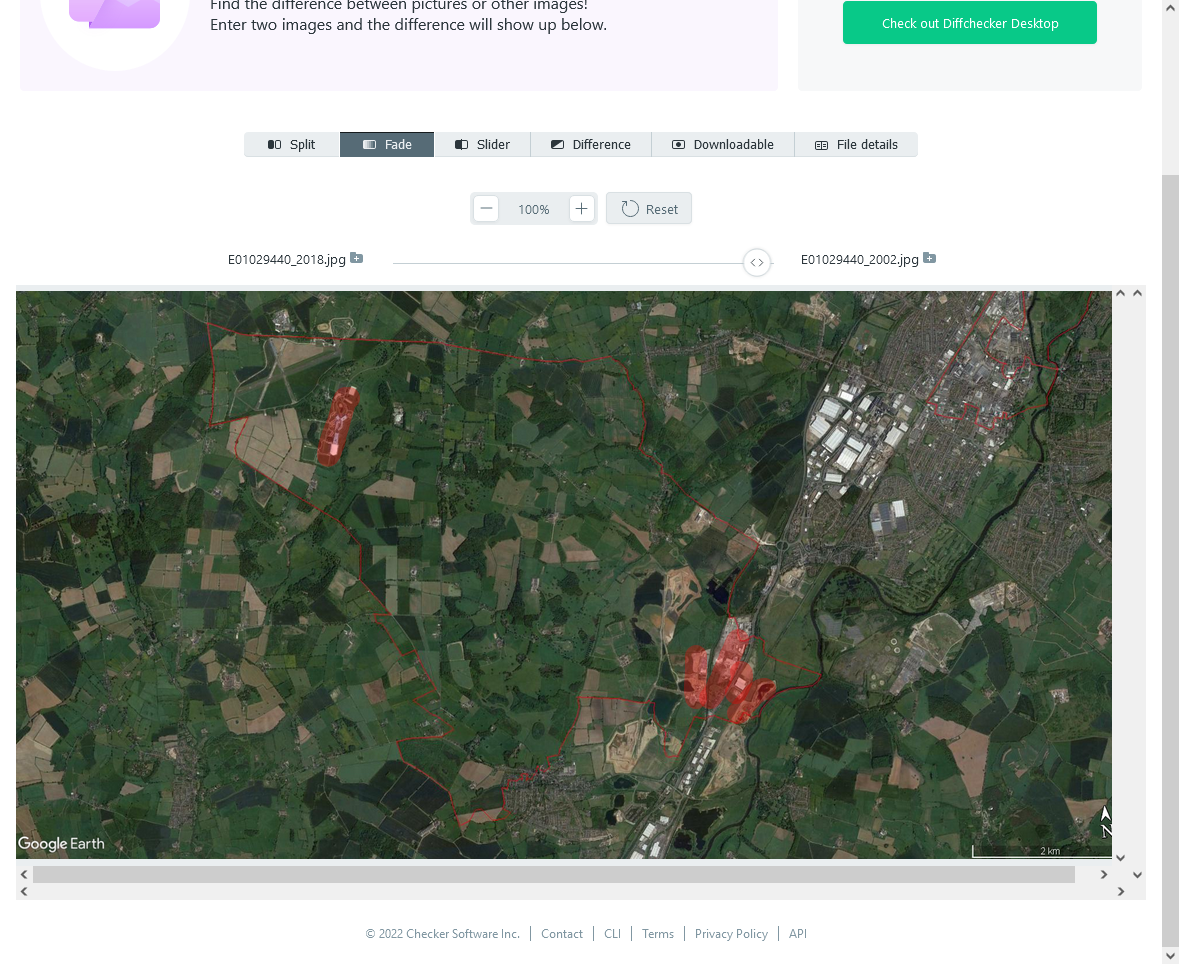 Find the difference between pictures or other images!
Enter two images and the difference will show up below.
Check out Diffchecker Desktop
Split
Fade
Slider
Difference
Downloadable
File details
100%
Reset
E01029440_2018.jpg
E01029440_2002.jpg
Google Earth
N
2 km
© 2022 Checker Software Inc.
Contact
CLI
Terms
Privacy Policy
API